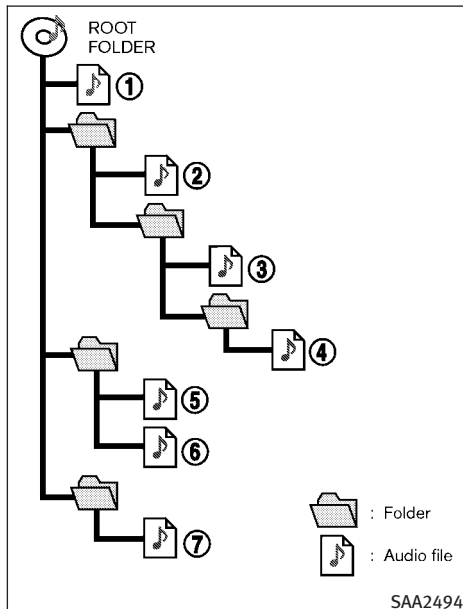 ROOT
FOLDER
①
②
③
④
⑤
⑥
⑦
: Folder
: Audio file
SAA2494